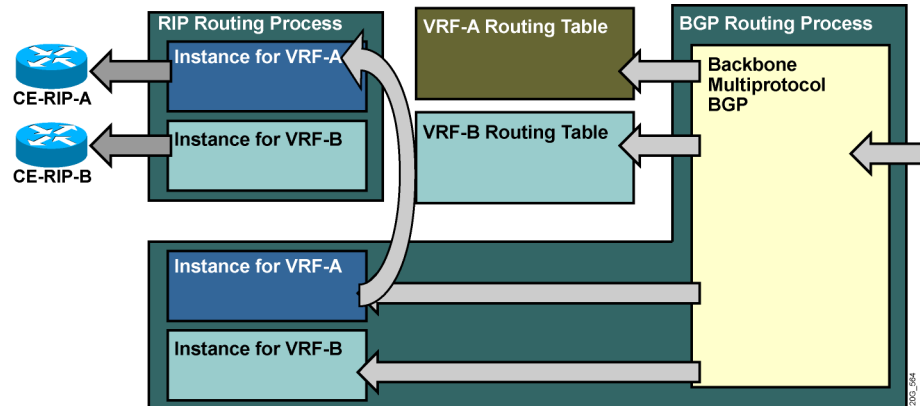 RIP Routing Process
Instance for VRF-A
Instance for VRF-B
CE-RIP-A
CE-RIP-B
VRF-A Routing Table
VRF-B Routing Table
BGP Routing Process
Backbone
Multiprotocol
BGP
Instance for VRF-A
Instance for VRF-B
20G_564